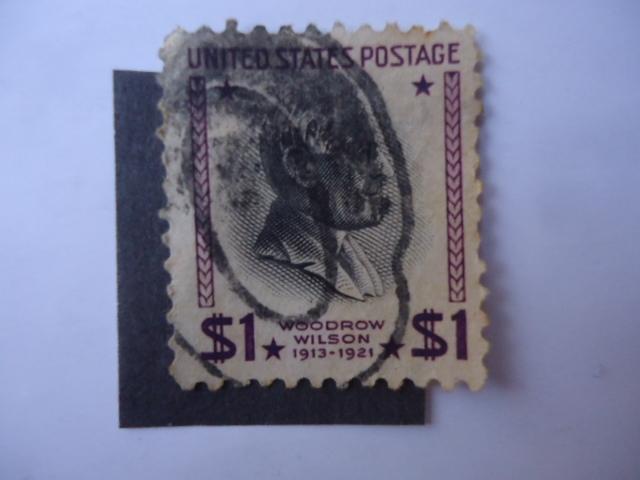 UNITED STATES POSTAGE
$1 WOODROW $1
WILSON
1913-1921